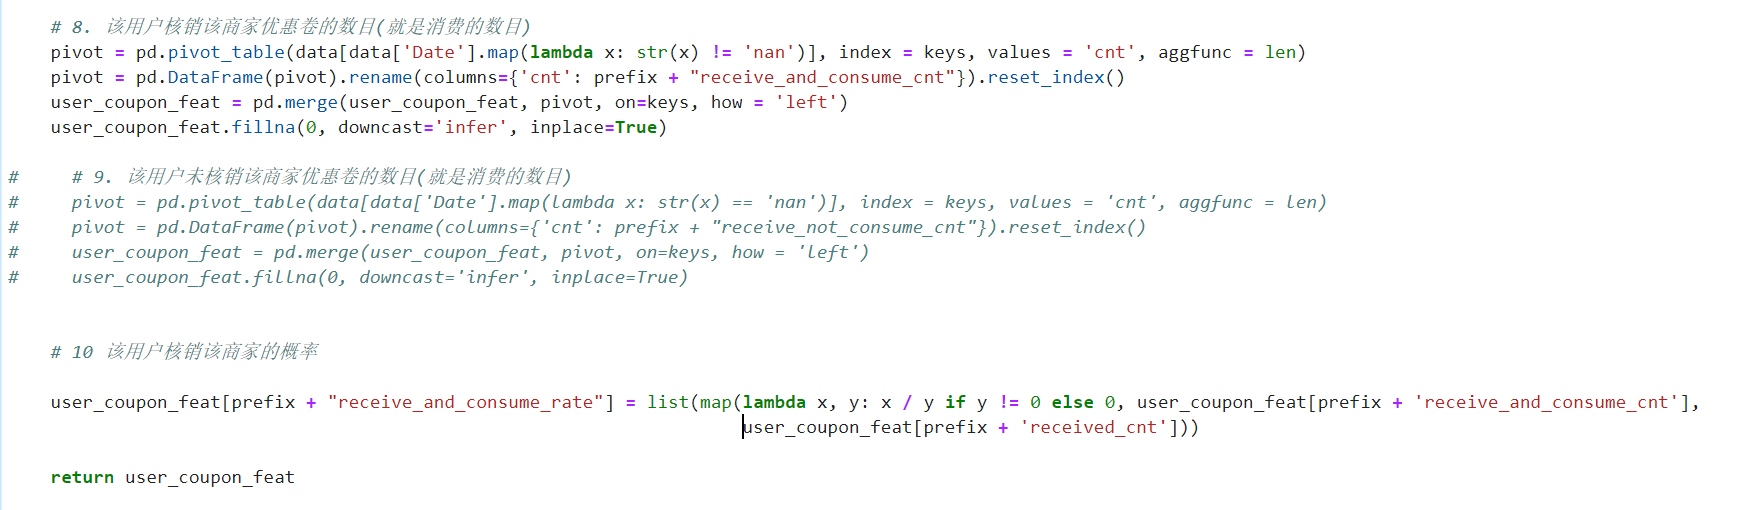 # 8. 该用户核销该商家优惠卷的数目(就是消费的数目)
pivot = pd.pivot_table(data[data['Date'].map(lambda x: str(x) != 'nan')], index = keys, values = 'cnt', aggfunc = len)
pivot = pd.DataFrame(pivot).rename(columns={'cnt': prefix + "receive_and_consume_cnt"}).reset_index()
user_coupon_feat = pd.merge(user_coupon_feat, pivot, on=keys, how = 'left')
user_coupon_feat.fillna(0, downcast='infer', inplace=True)
#     # 9. 该用户未核销该商家优惠卷的数目(就是消费的数目)
#     pivot = pd.pivot_table(data[data['Date'].map(lambda x: str(x) == 'nan')], index = keys, values = 'cnt', aggfunc = len)
#     pivot = pd.DataFrame(pivot).rename(columns={'cnt': prefix + "receive_not_consume_cnt"}).reset_index()
#     user_coupon_feat = pd.merge(user_coupon_feat, pivot, on=keys, how = 'left')
#     user_coupon_feat.fillna(0, downcast='infer', inplace=True)
# 10 该用户核销该商家的概率
user_coupon_feat[prefix + "receive_and_consume_rate"] = list(map(lambda x, y: x / y if y != 0 else 0, user_coupon_feat[prefix + 'receive_and_consume_cnt'],
user_coupon_feat[prefix + 'received_cnt']))
return user_coupon_feat